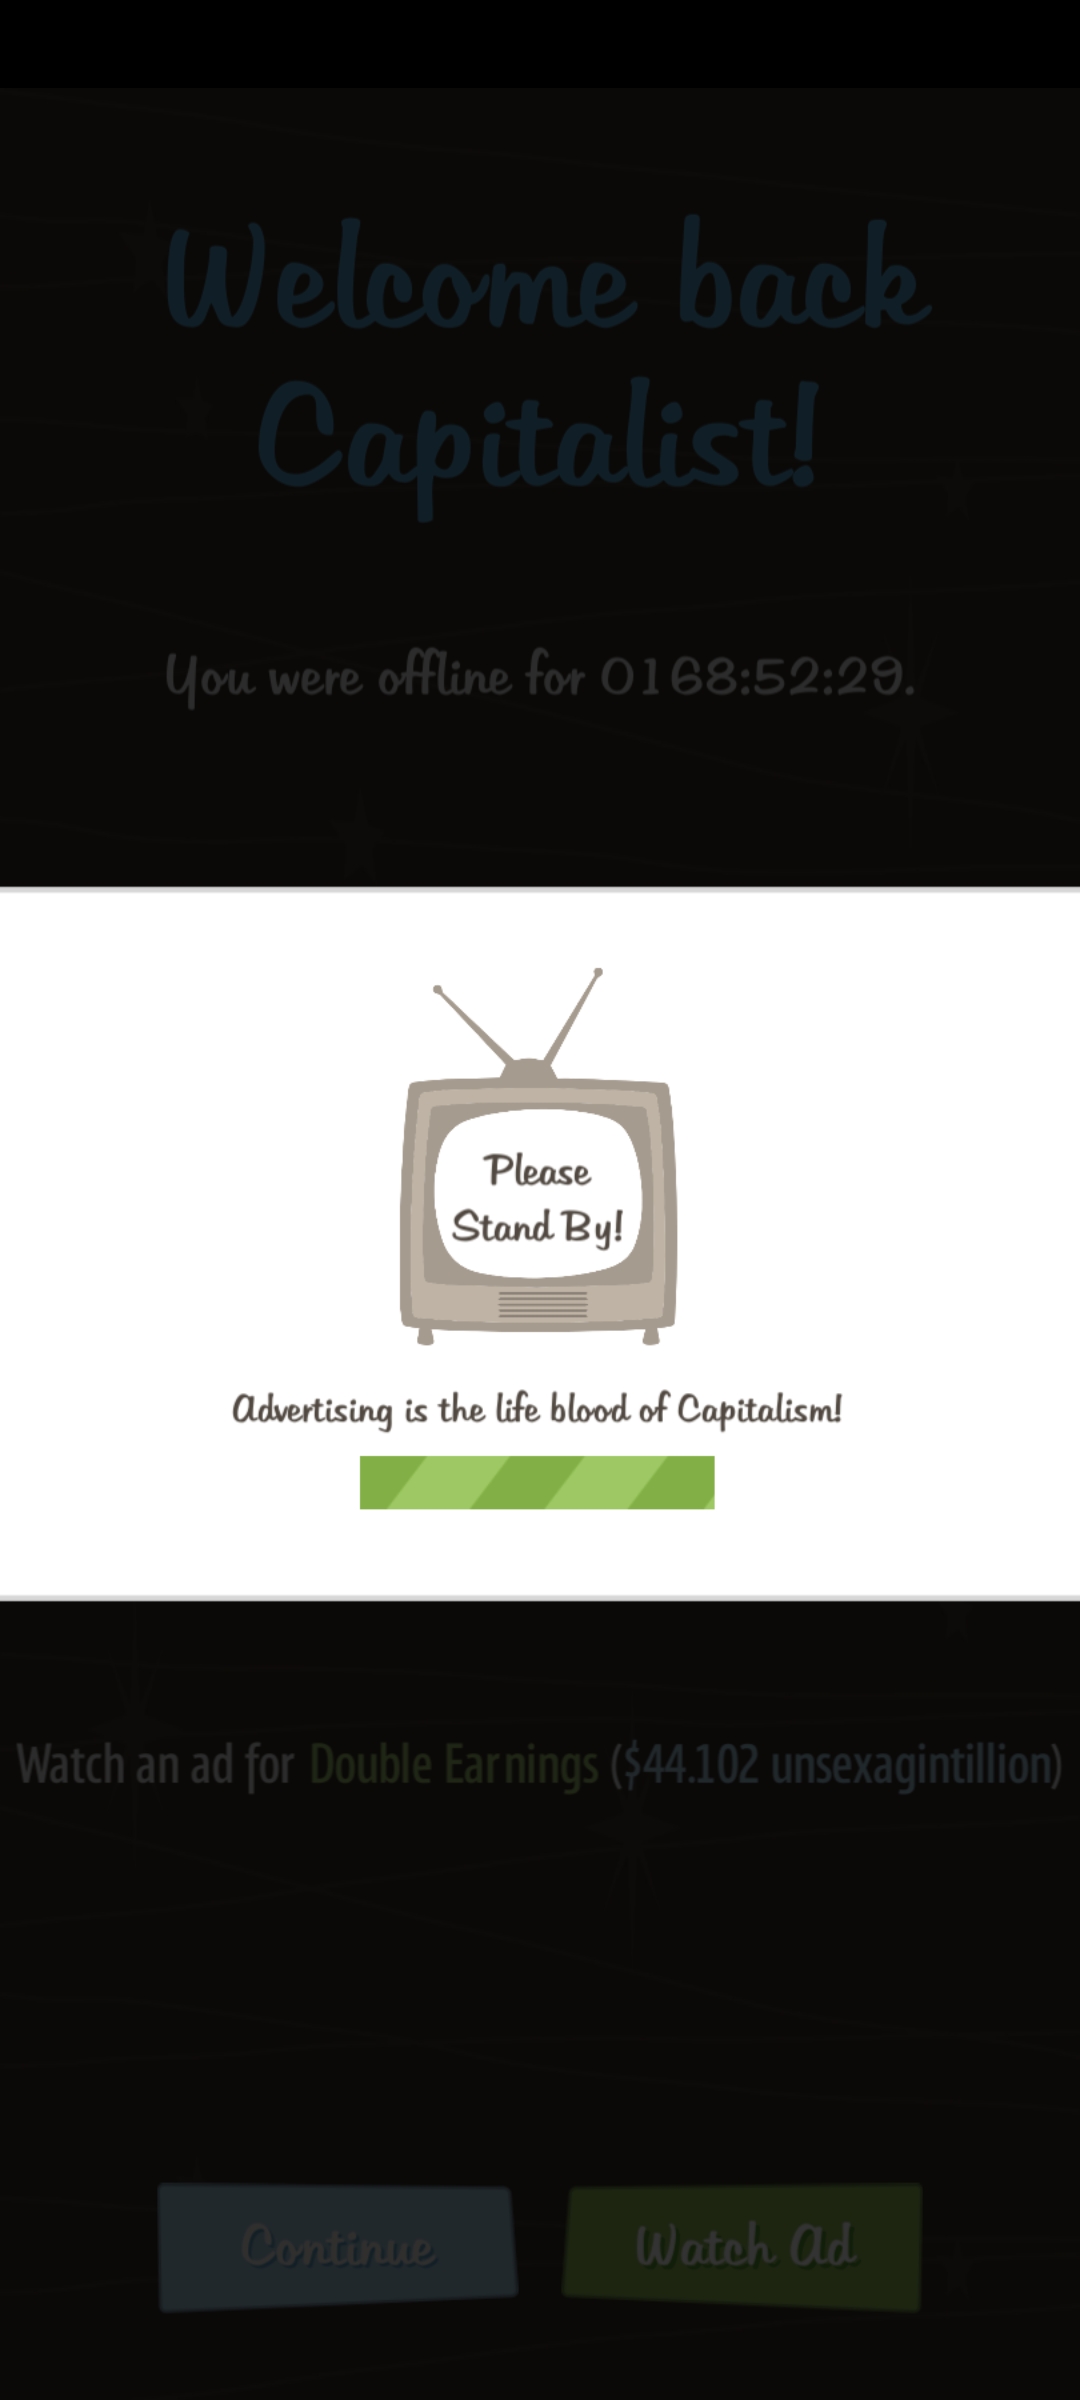 Welcome back
Capitalist!
You were offline for 0168:52:29.
Please
Stand By!
Advertising is the life blood of Capitalism!
Watch an ad for Double Earnings ($44.102 unsexagintillion)
Continue
Watch Ad